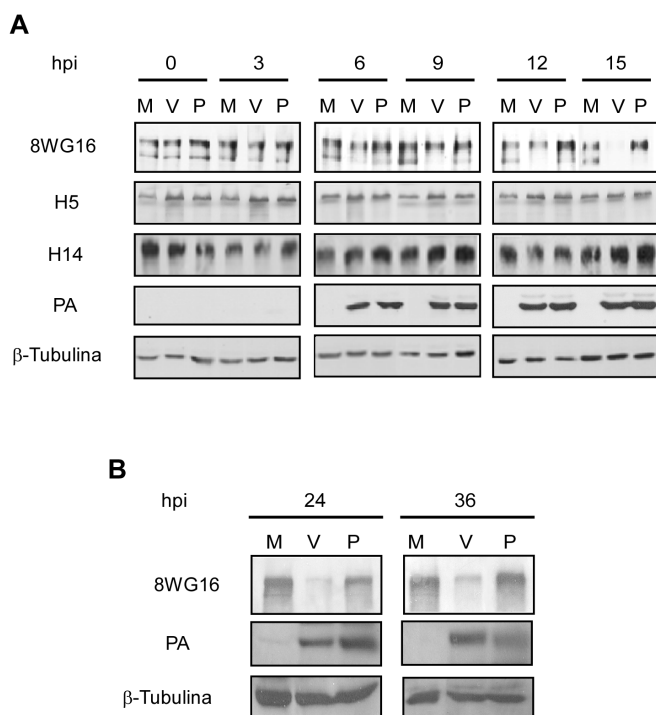 A
hpi 0 3 6 9 12 15
M V P M V P M V P M V P M V P M V P
8WG16
H5
H14
PA
β-Tubulina
B
hpi 24 36
M V P M V P
8WG16
PA
β-Tubulina